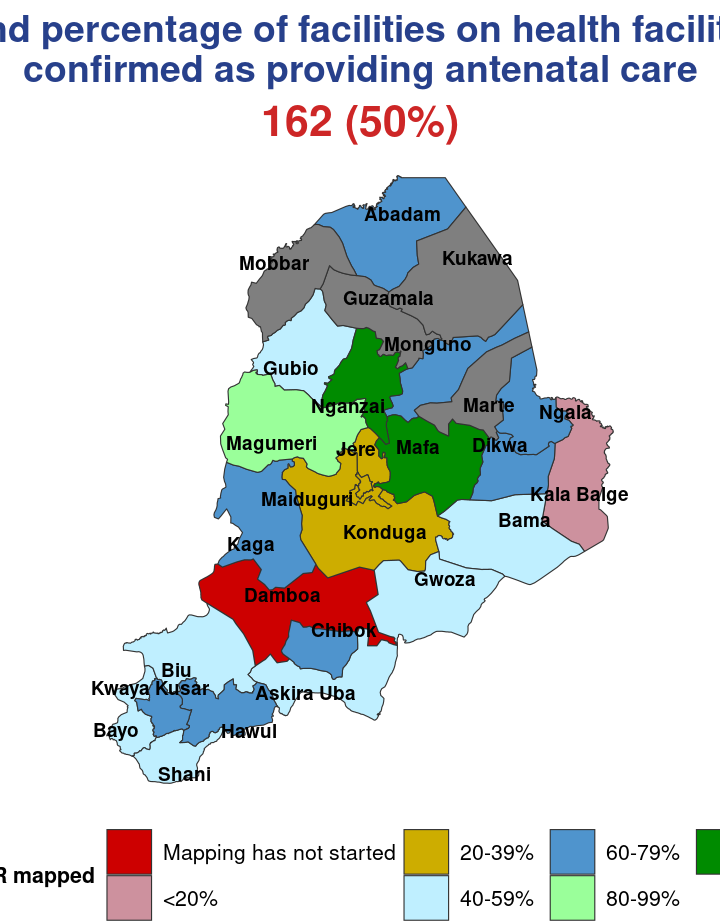 percentage of facilities on health
confirmed as providing antenatal care
162 (50%)
Abadam
Kukawa
Mobbar
Guzamala
Monguno
Gubio
Nganzai
Marte
Ngala
Magumeri
Jere
Mafa
Dikwa
Maiduguri
Kala Balge
Bama
Konduga
Kaga
Gwoza
Damboa
Chibok
Biu
Kwaya Kusar
Askira Uba
Bayo
Hawul
Shani
mapped
Mapping has not started
20-39%
60-79%
<20%
40-59%
80-99%